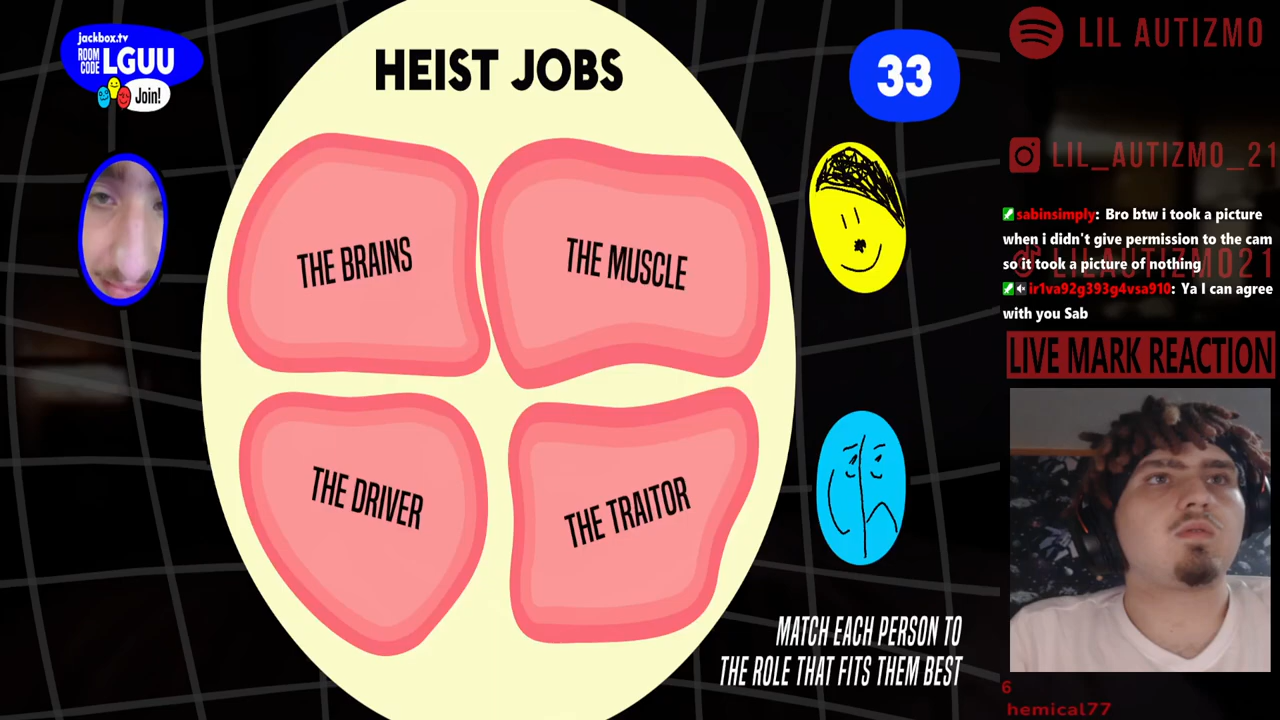 jackbox.tv
ROOM CODE LGUU
Join!
HEIST JOBS
33
THE BRAINS
THE MUSCLE
THE DRIVER
THE TRAITOR
MATCH EACH PERSON TO
THE ROLE THAT FITS THEM BEST
LIL AUTIZMO
LIL_AUTIZMO_21
sabinsimply: Bro btw i took a picture
when i didn't give permission to the cam
so it took a picture of nothing
LILAUTIZMO21
ir1va92g393g4vsa910: Ya I can agree
with you Sab
LIVE MARK REACTION
6
hemical77